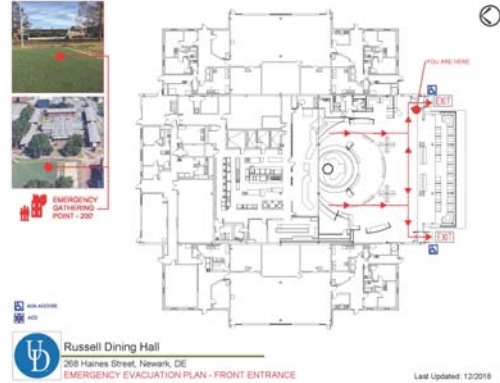 YOU ARE HERE
EXIT
EXIT
EMERGENCY
GATHERING
POINT - 200'
ADA ACCESS
AED
UD
Russell Dining Hall
268 Haines Street, Newark, DE
EMERGENCY EVACUATION PLAN - FRONT ENTRANCE
Last Updated: 12/2018